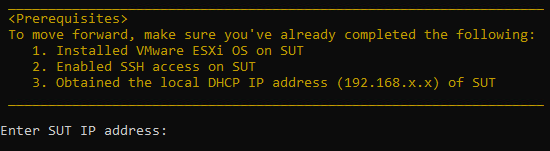 <Prerequisites>
To move forward, make sure you've already completed the following:
1. Installed VMware ESXi OS on SUT
2. Enabled SSH access on SUT
3. Obtained the local DHCP IP address (192.168.x.x) of SUT
Enter SUT IP address: